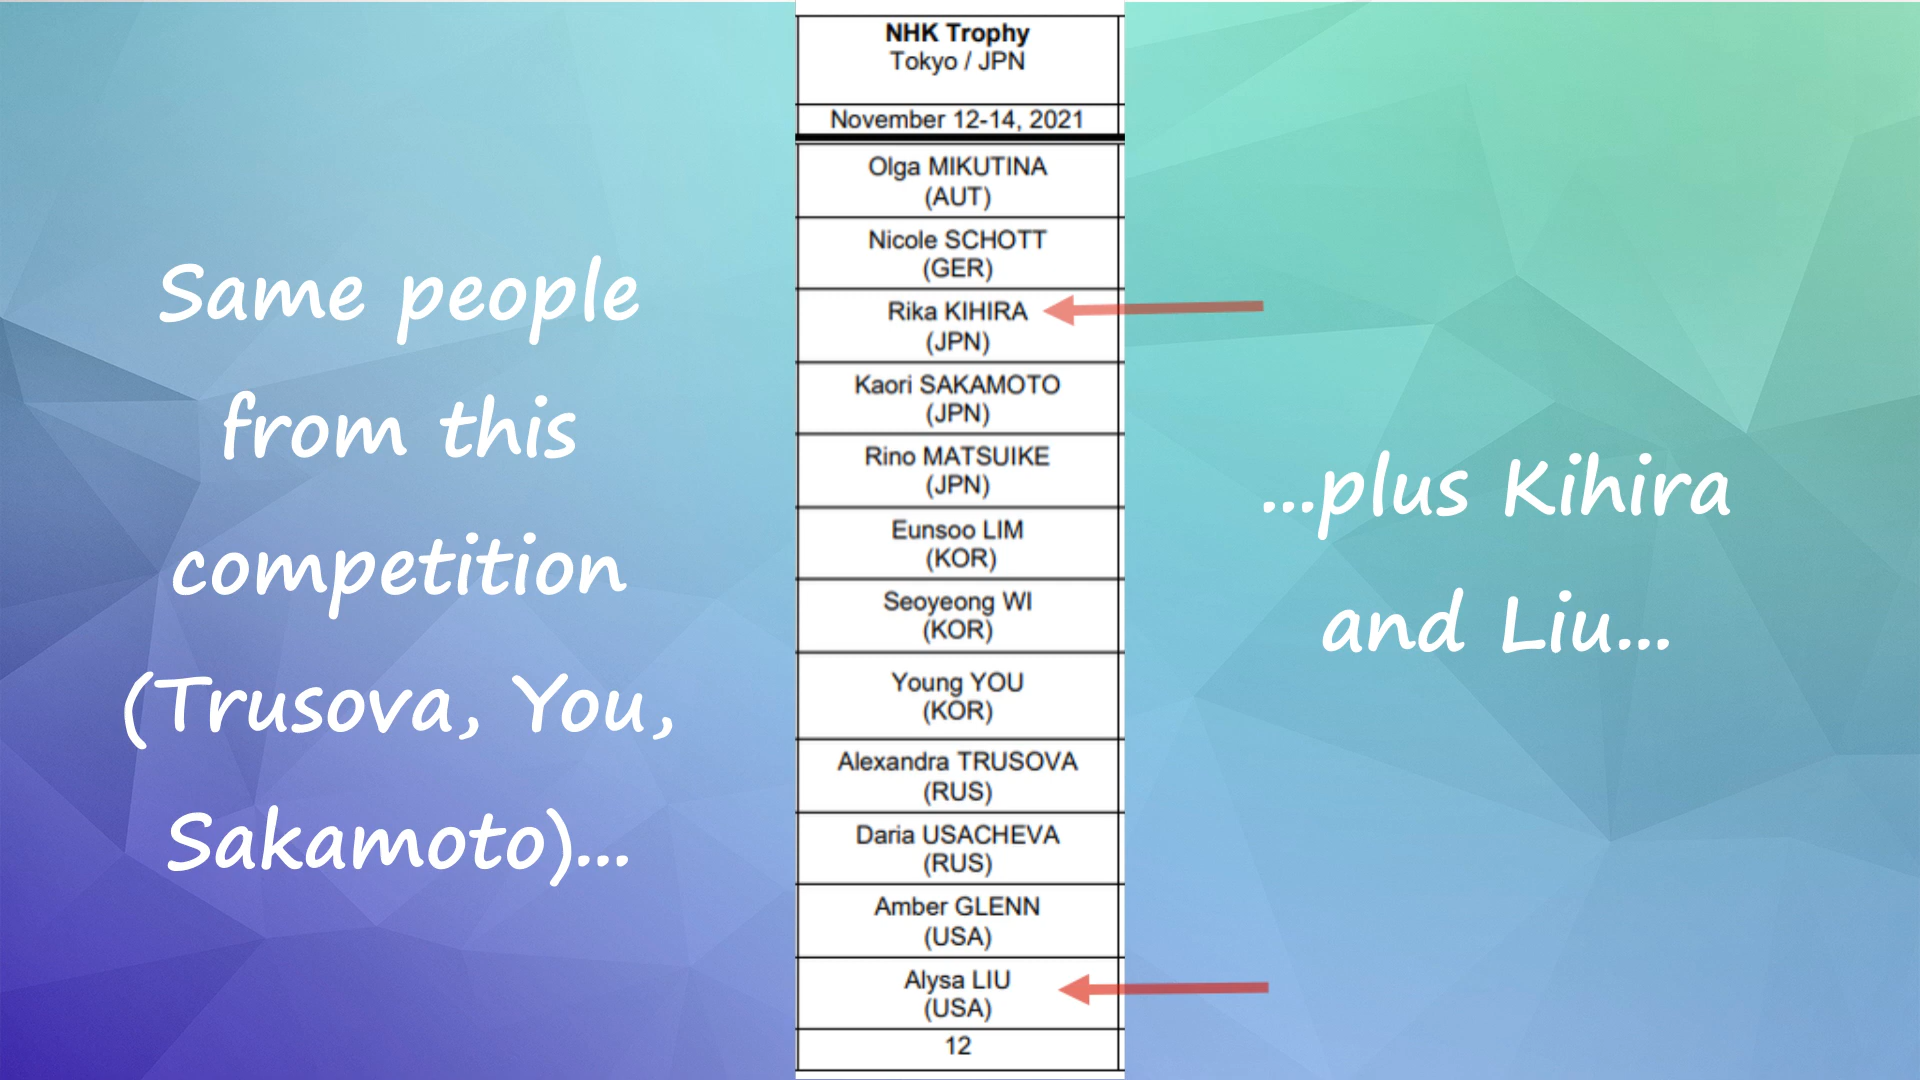 Same people
from this
competition
(Trusova, You,
Sakamoto)...
NHK Trophy
Tokyo / JPN
November 12-14, 2021
Olga MIKUTINA
(AUT)
Nicole SCHOTT
(GER)
Rika KIHIRA
(JPN)
Kaori SAKAMOTO
(JPN)
Rino MATSUIKE
(JPN)
Eunsoo LIM
(KOR)
Seoyeong WI
(KOR)
Young YOU
(KOR)
Alexandra TRUSOVA
(RUS)
Daria USACHEVA
(RUS)
Amber GLENN
(USA)
Alysa LIU
(USA)
12
...plus Kihira
and Liu...